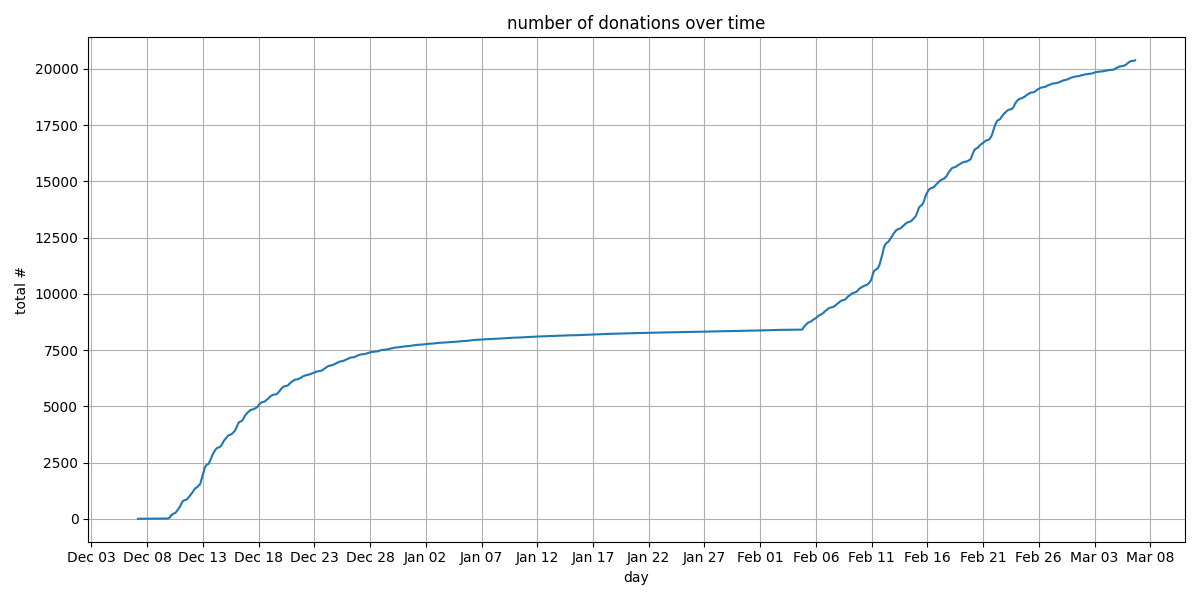 number of donations over time
total #
20000
17500
15000
12500
10000
7500
5000
2500
0
Dec 03 Dec 08 Dec 13 Dec 18 Dec 23 Dec 28 Jan 02 Jan 07 Jan 12 Jan 17 Jan 22 Jan 27 Feb 01 Feb 06 Feb 11 Feb 16 Feb 21 Feb 26 Mar 03 Mar 08
day